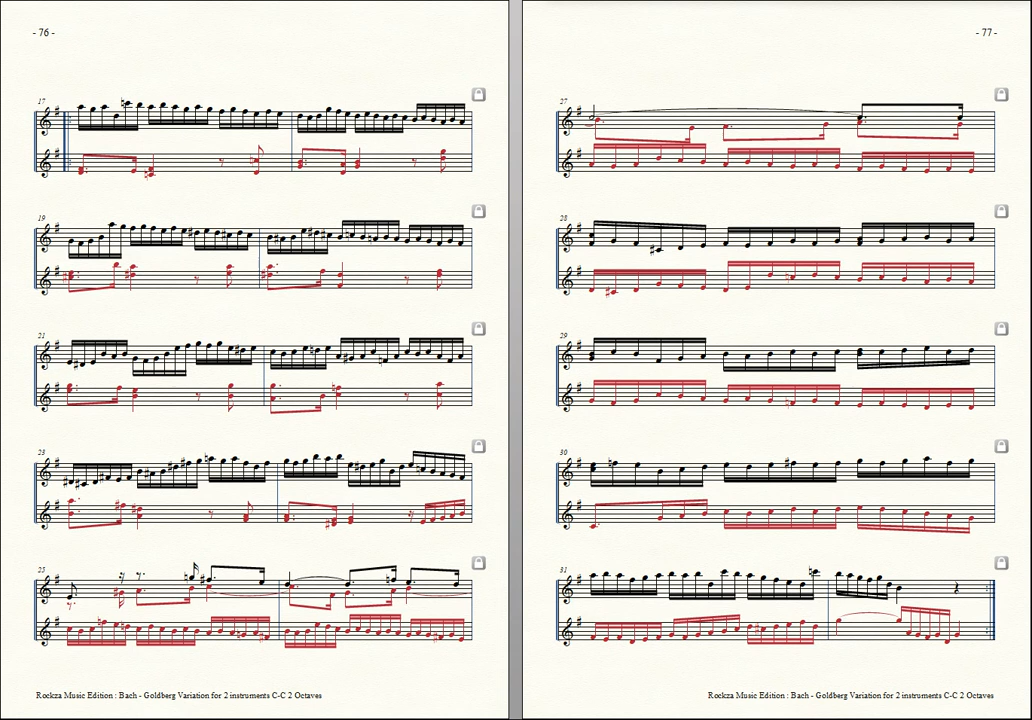 - 76 -
17
19
21
23
25
Rockza Music Edition : Bach - Goldberg Variation for 2 instruments C-C 2 Octaves
- 77 -
27
28
29
30
31
Rockza Music Edition : Bach - Goldberg Variation for 2 instruments C-C 2 Octaves